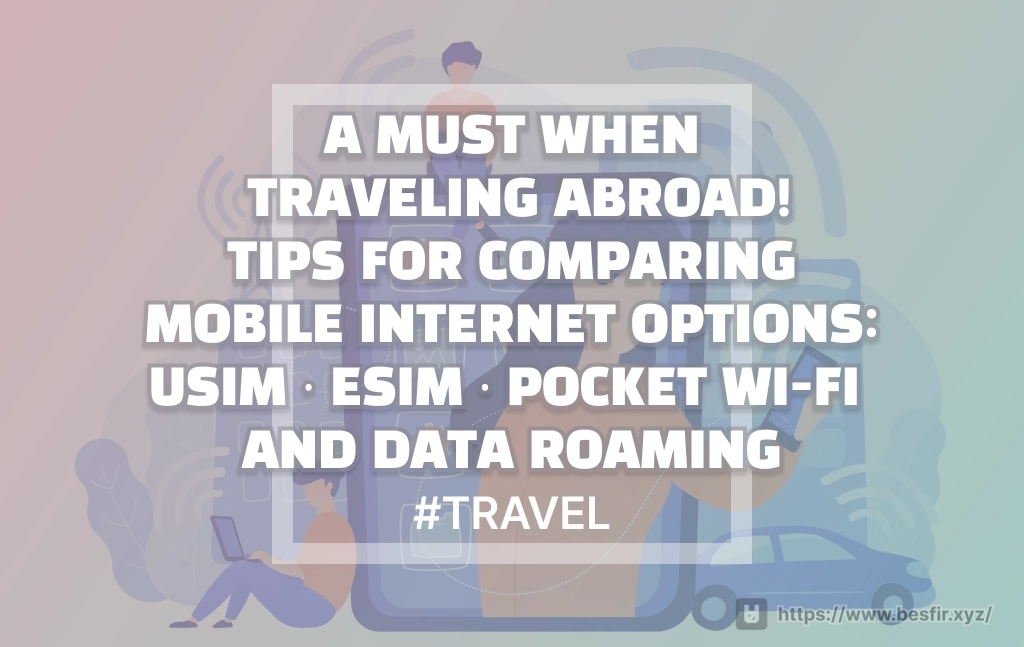 A MUST WHEN
TRAVELING ABROAD!
TIPS FOR COMPARING
MOBILE INTERNET OPTIONS:
USIM · ESIM · POCKET WI-FI
AND DATA ROAMING
#TRAVEL
https://www.besfir.xyz/